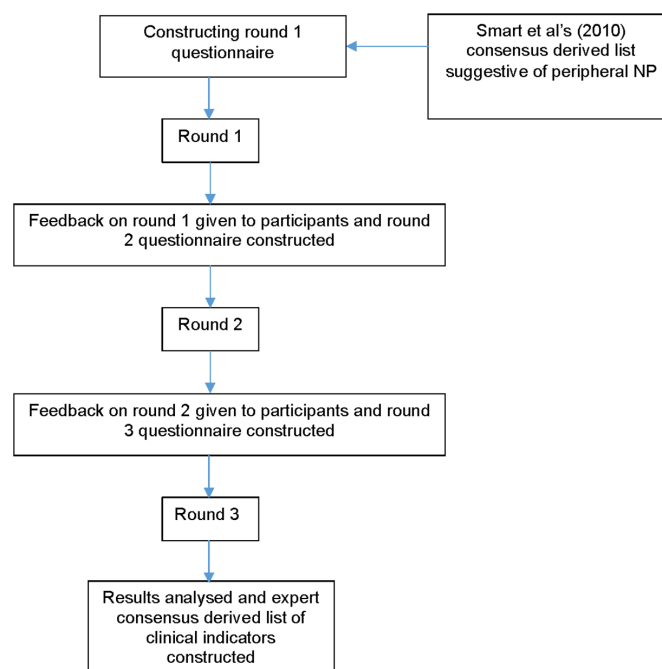 Constructing round 1
questionnaire
Smart et al's (2010)
consensus derived list
suggestive of peripheral NP
Round 1
Feedback on round 1 given to participants and round
2 questionnaire constructed
Round 2
Feedback on round 2 given to participants and round
3 questionnaire constructed
Round 3
Results analysed and expert
consensus derived list of
clinical indicators
constructed